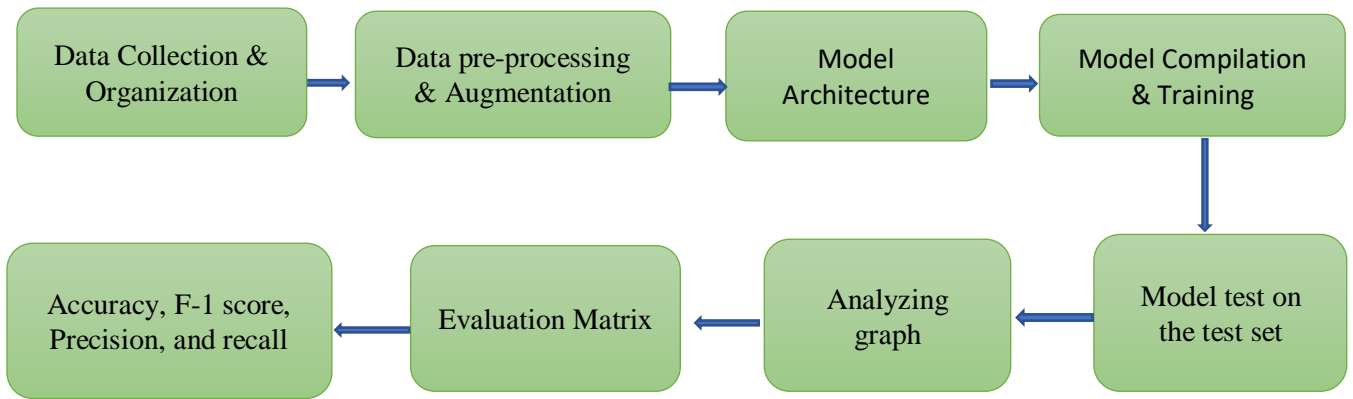 Data Collection &
Organization
Data pre-processing
& Augmentation
Model
Architecture
Model Compilation
& Training
Model test on
the test set
Analyzing
graph
Evaluation Matrix
Accuracy, F-1 score,
Precision, and recall